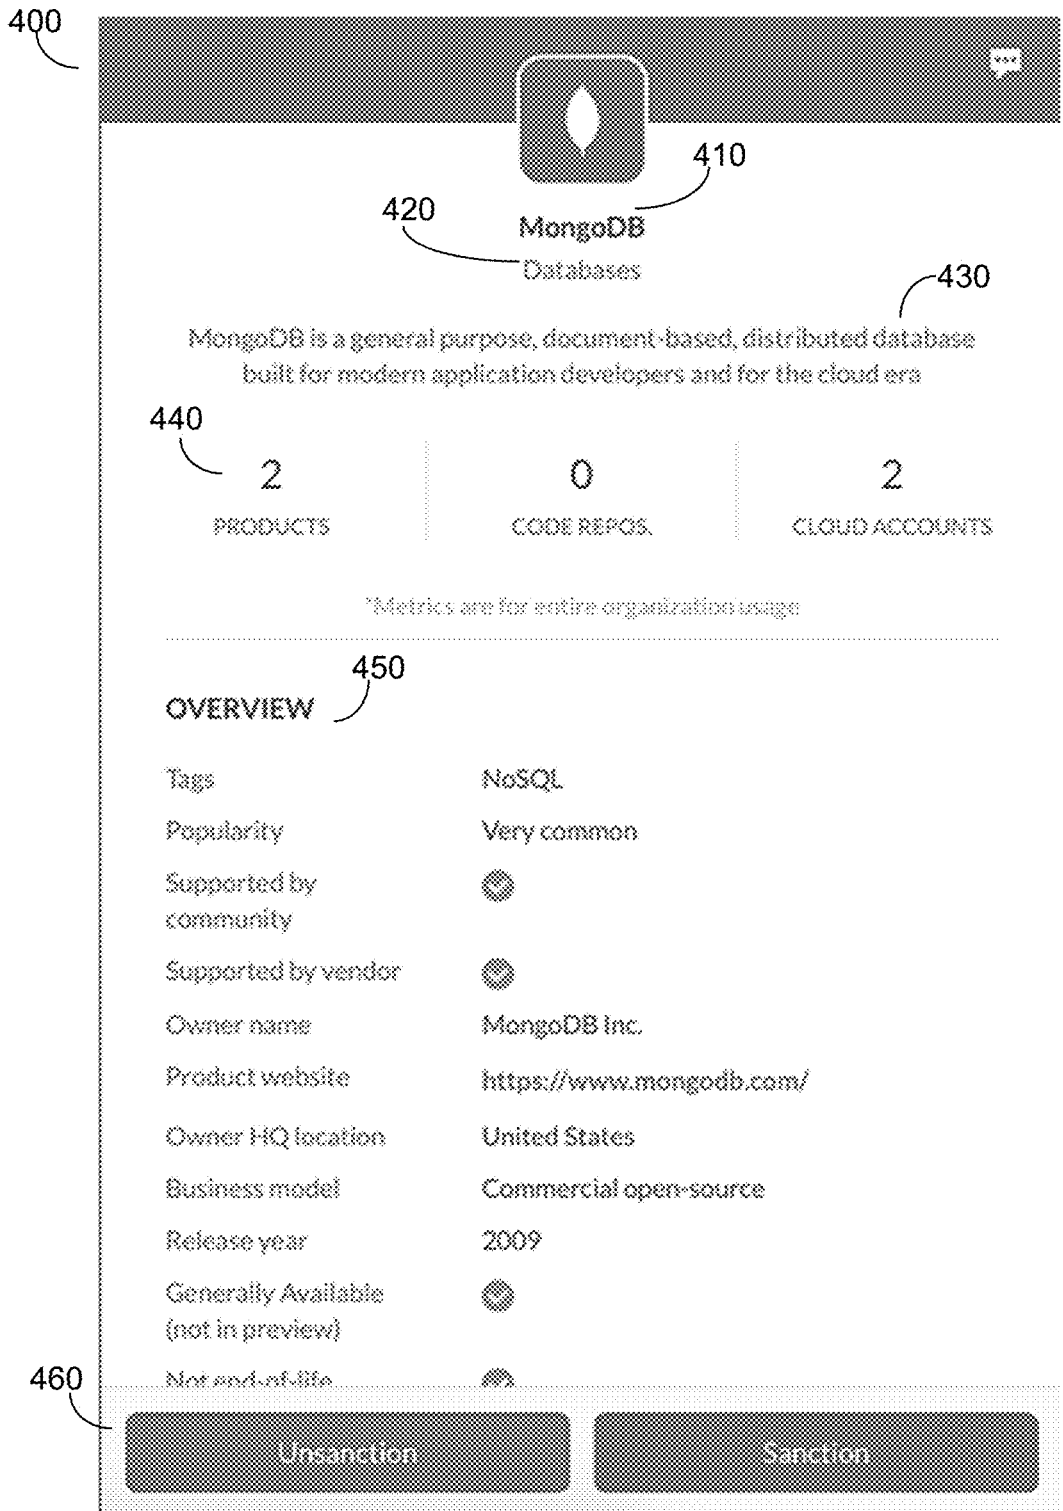 400
410
MongoDB
420
Databases
430
MongoDB is a general purpose, document-based, distributed database
built for modern application developers and for the cloud era
440
2 0 2
PRODUCTS CODE REPOS. CLOUD ACCOUNTS
*Metrics are for entire organization usage
450
OVERVIEW
Tags NoSQL
Popularity Very common
Supported by
community
Supported by vendor
Owner name MongoDB Inc.
Product website https://www.mongodb.com/
Owner HQ location United States
Business model Commercial open-source
Release year 2009
Generally Available
(not in preview)
Not end-of-life
460
Unsanction Sanction